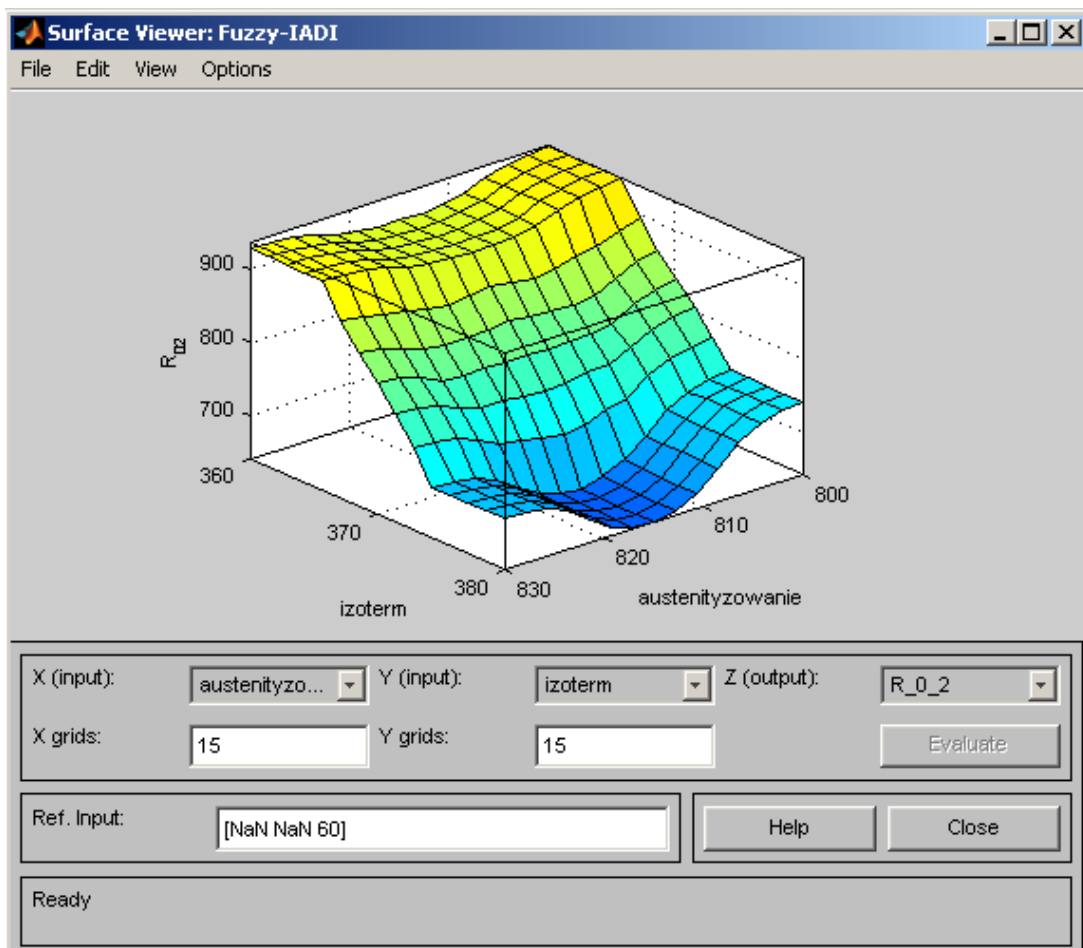 Surface Viewer: Fuzzy-IADI
File Edit View Options
900
800
700
R_02
360
370
380
830
820
810
800
izoterm
austenityzowanie
X (input): austenityzo... Y (input): izoterm Z (output): R_0_2
X grids: 15 Y grids: 15 Evaluate
Ref. Input: [NaN NaN 60] Help Close
Ready